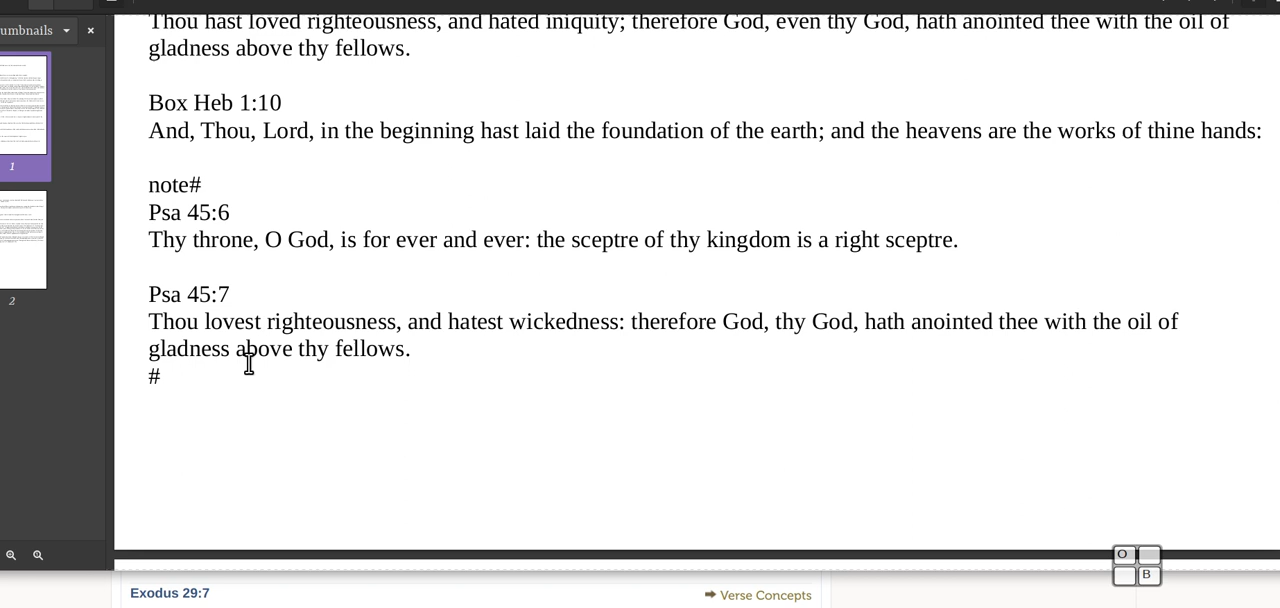 Thou hast loved righteousness, and hated iniquity; therefore God, even thy God, hath anointed thee with the oil of
gladness above thy fellows.
Box Heb 1:10
And, Thou, Lord, in the beginning hast laid the foundation of the earth; and the heavens are the works of thine hands:
note#
Psa 45:6
Thy throne, O God, is for ever and ever: the sceptre of thy kingdom is a right sceptre.
Psa 45:7
Thou lovest righteousness, and hatest wickedness: therefore God, thy God, hath anointed thee with the oil of
gladness above thy fellows.
#
umbnails
1
2
Exodus 29:7
Verse Concepts
O
B